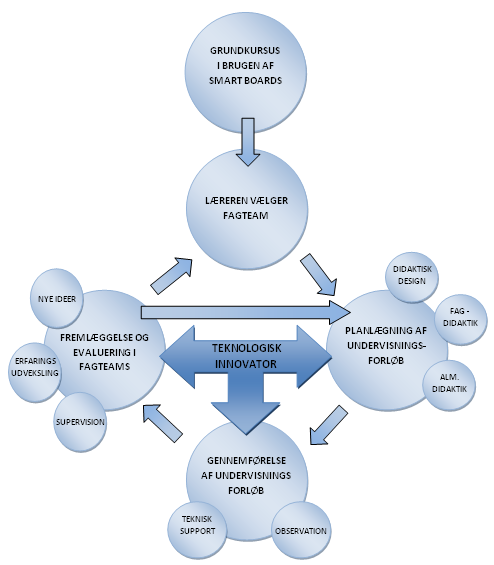 GRUNDKURSUS
I BRUGEN AF
SMART BOARDS
LÆREREN VÆLGER
FAGTEAM
DIDAKTISK
DESIGN
FAG -
DIDAKTIK
ALM.
DIDAKTIK
PLANLÆGNING AF
UNDERVISNINGS-
FORLØB
NYE IDEER
FREMLÆGGELSE OG
EVALUERING I
FAGTEAMS
ERFARINGS
UDVEKSLING
SUPERVISION
TEKNOLOGISK
INNOVATOR
GENNEMFØRELSE
AF UNDERVISNINGS
FORLØB
TEKNISK
SUPPORT
OBSERVATION